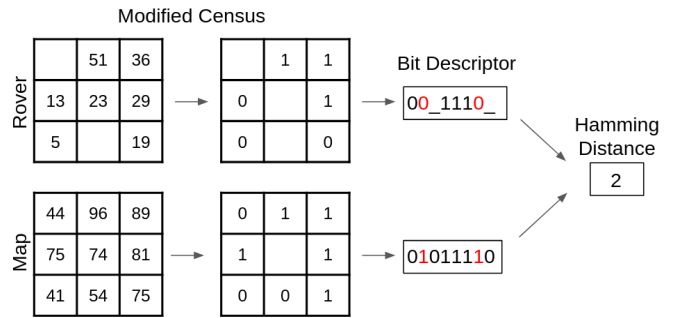 Modified Census
Rover
51 36
13 23 29
5 19
1 1
0 1
0 0
Bit Descriptor
00_1110_
Hamming
Distance
2
Map
44 96 89
75 74 81
41 54 75
0 1 1
1 1
0 0 1
01011110